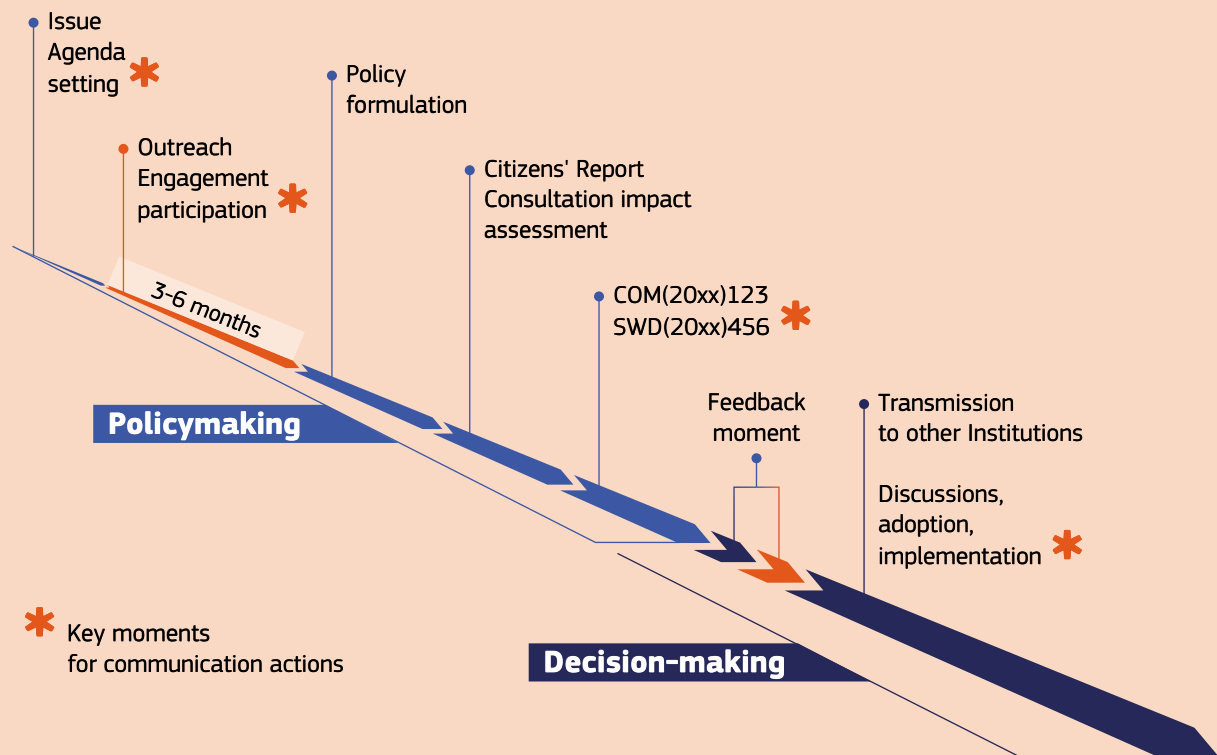 Issue
Agenda
setting
Outreach
Engagement
participation
3-6 months
Policy
formulation
Citizens' Report
Consultation impact
assessment
COM(20xx)123
SWD(20xx)456
Policymaking
Feedback
moment
Transmission
to other Institutions
Discussions,
adoption,
implementation
Key moments
for communication actions
Decision-making